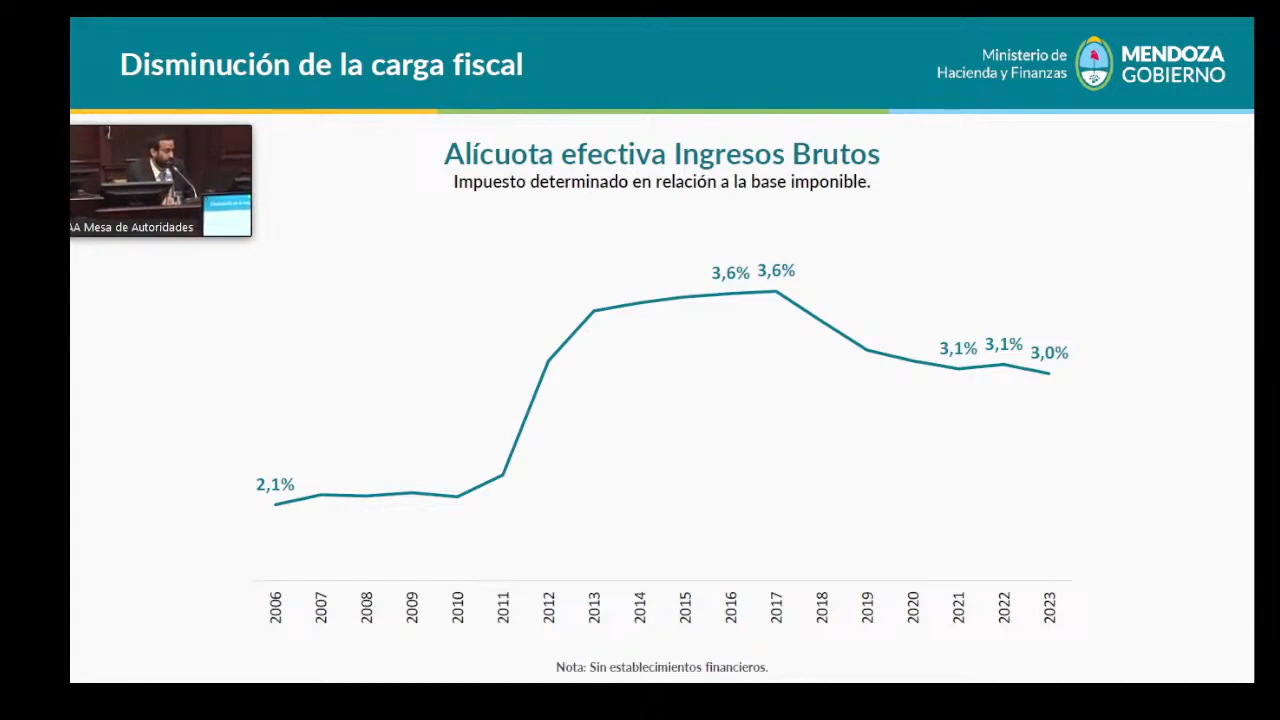 Disminución de la carga fiscal
Ministerio de
Hacienda y Finanzas
MENDOZA
GOBIERNO
AA Mesa de Autoridades
Alícuota efectiva Ingresos Brutos
Impuesto determinado en relación a la base imponible.
3,6% 3,6%
3,1% 3,1% 3,0%
2,1%
2006 2007 2008 2009 2010 2011 2012 2013 2014 2015 2016 2017 2018 2019 2020 2021 2022 2023
Nota: Sin establecimientos financieros.